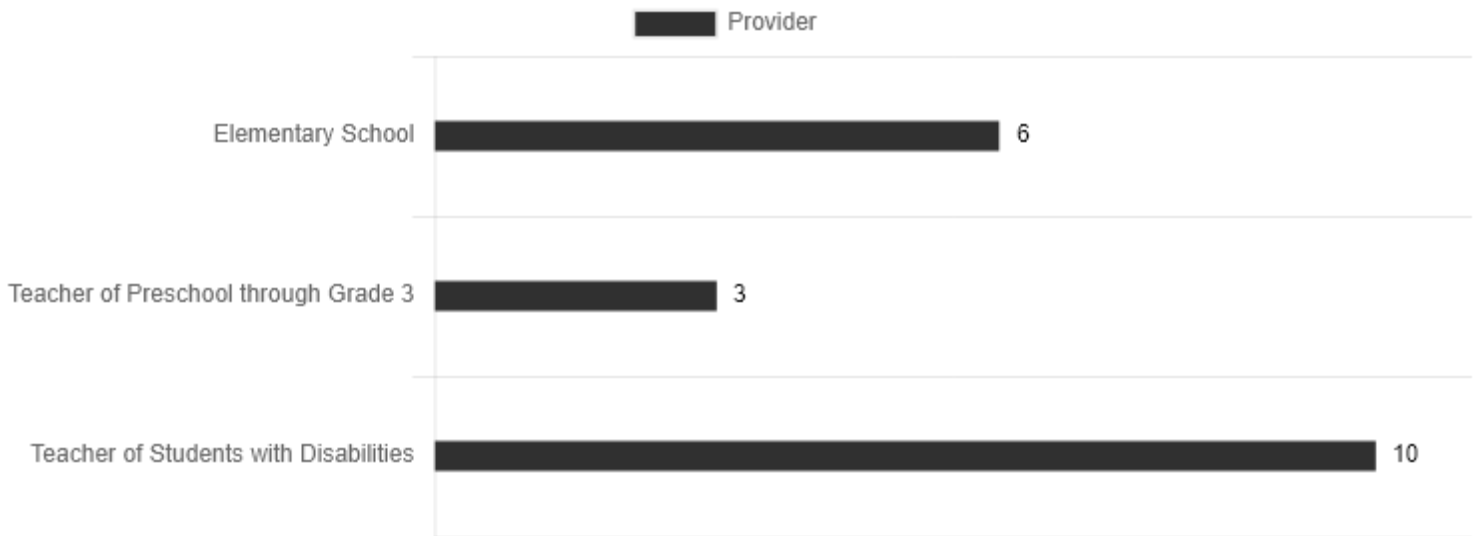 Provider
Elementary School 6
Teacher of Preschool through Grade 3 3
Teacher of Students with Disabilities 10